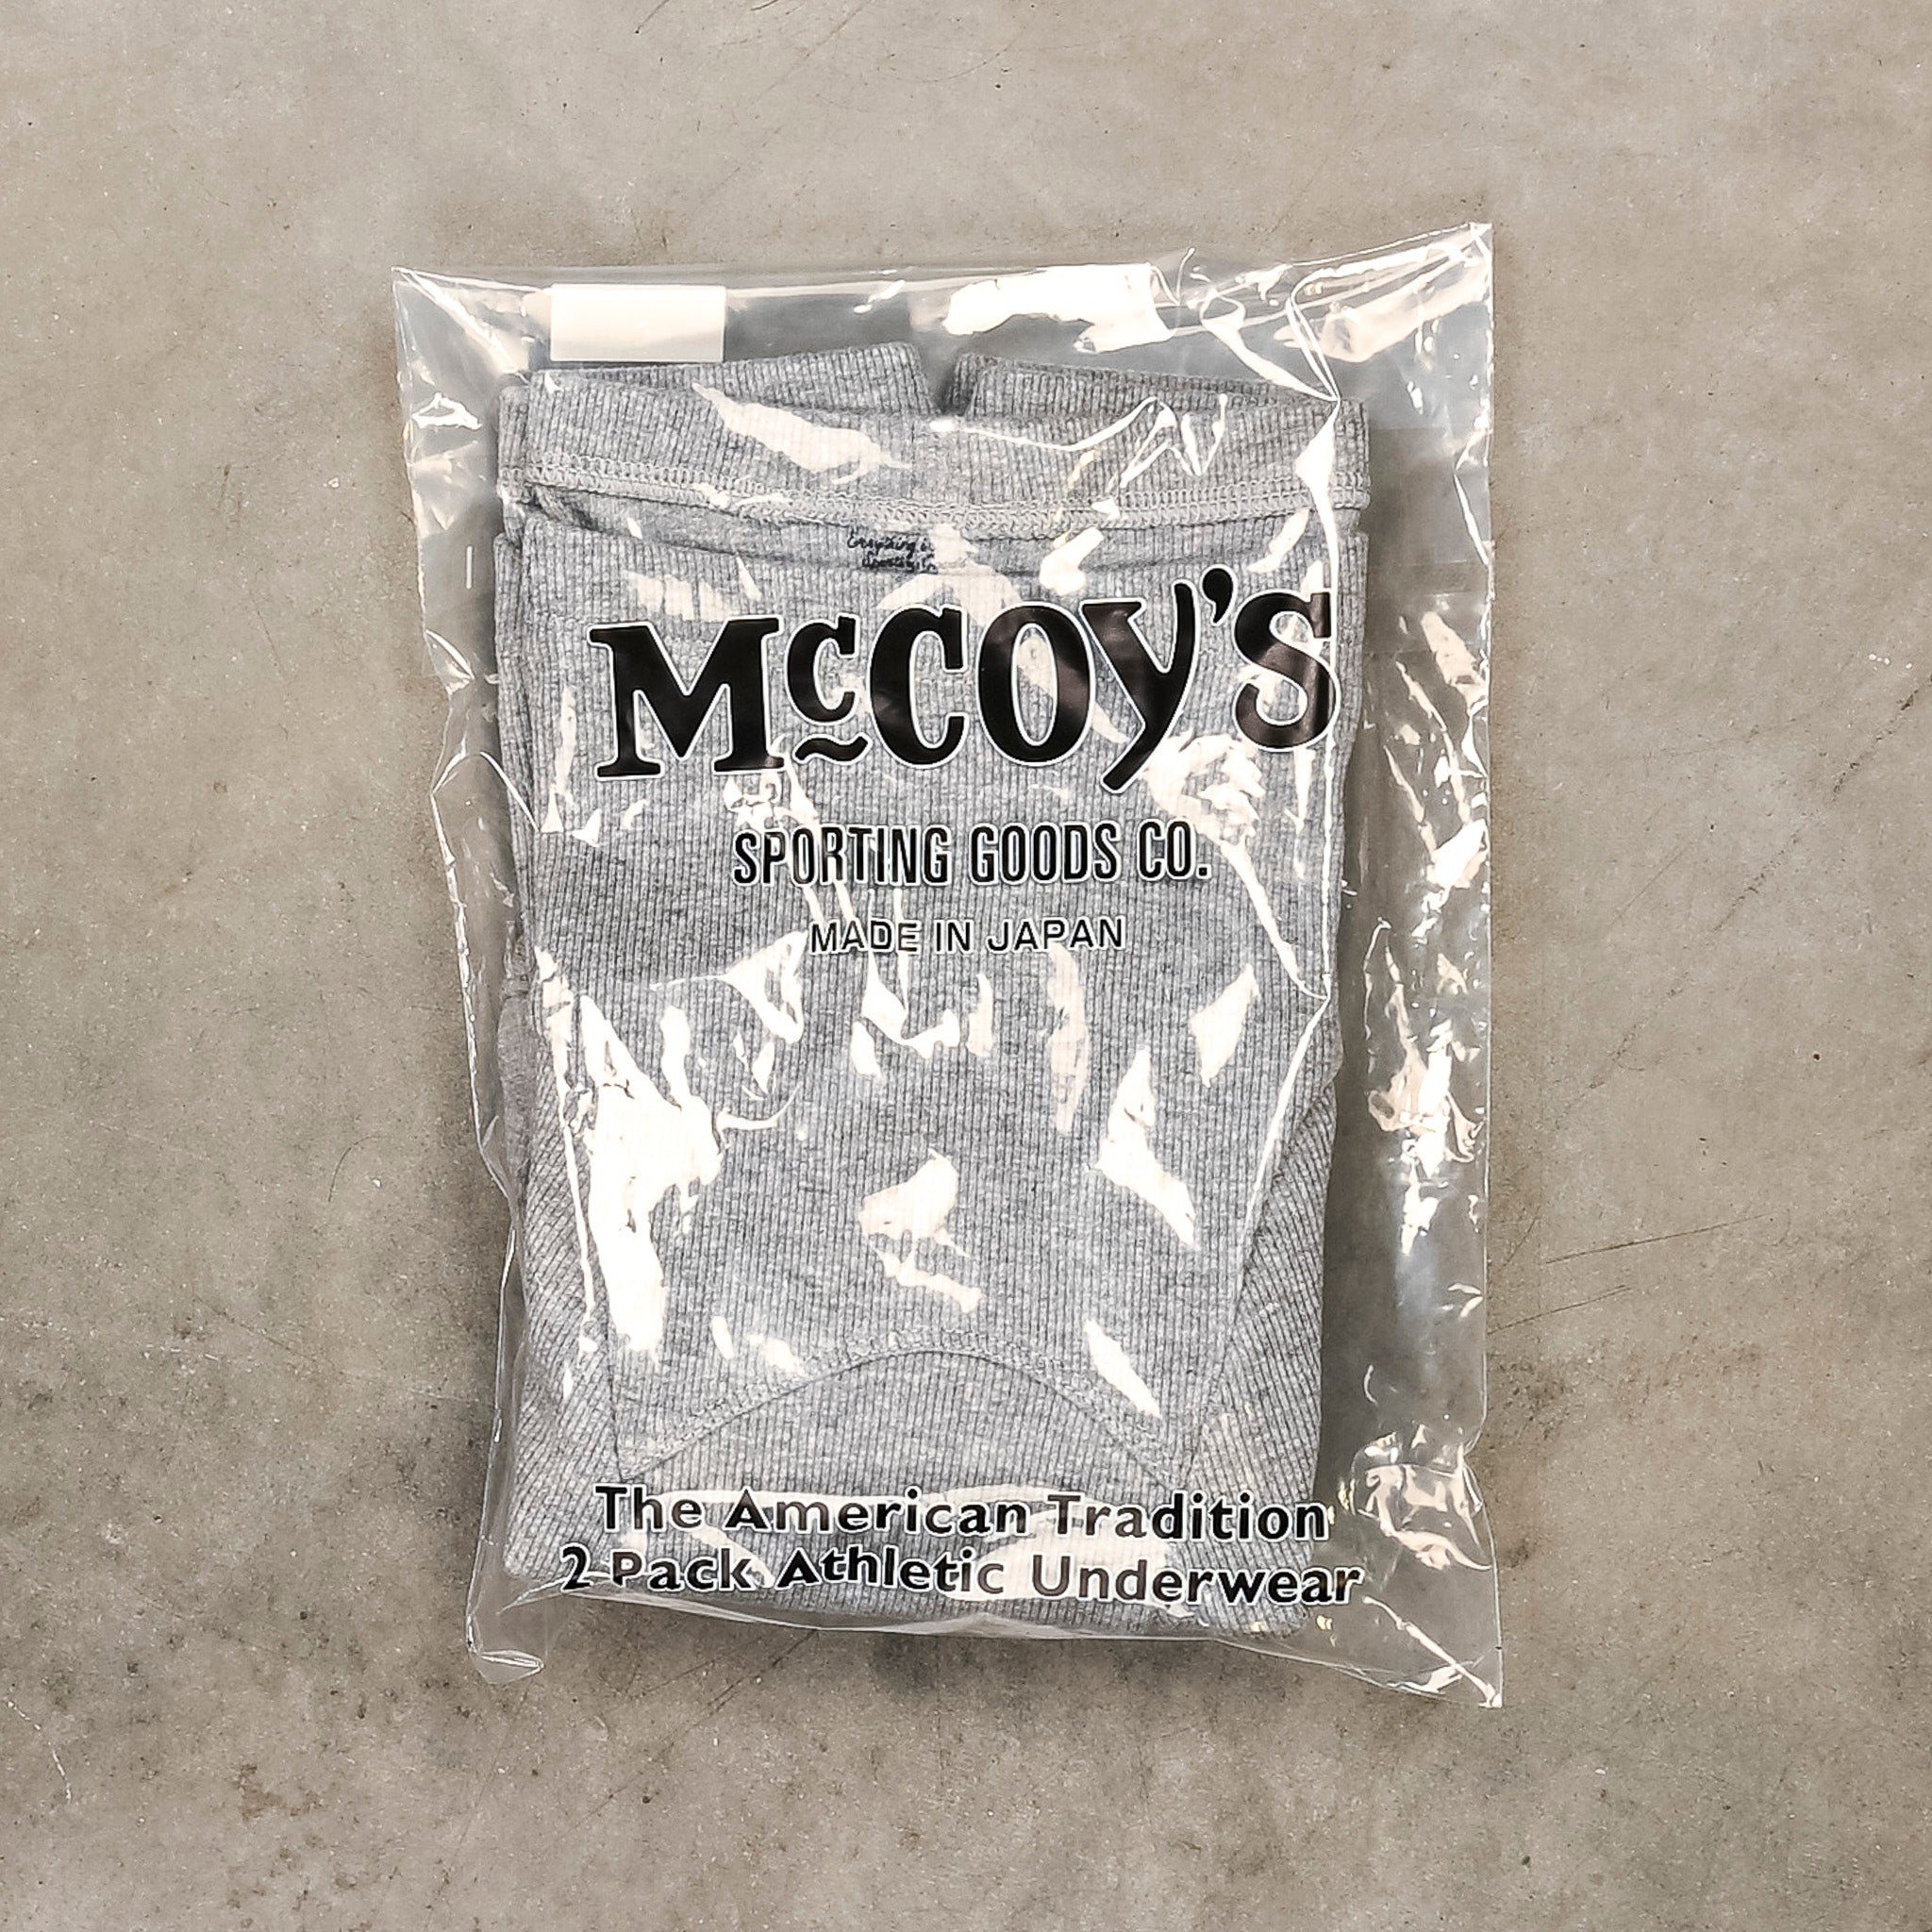 McCOY'S
SPORTING GOODS CO.
MADE IN JAPAN
The American Tradition
2 Pack Athletic Underwear